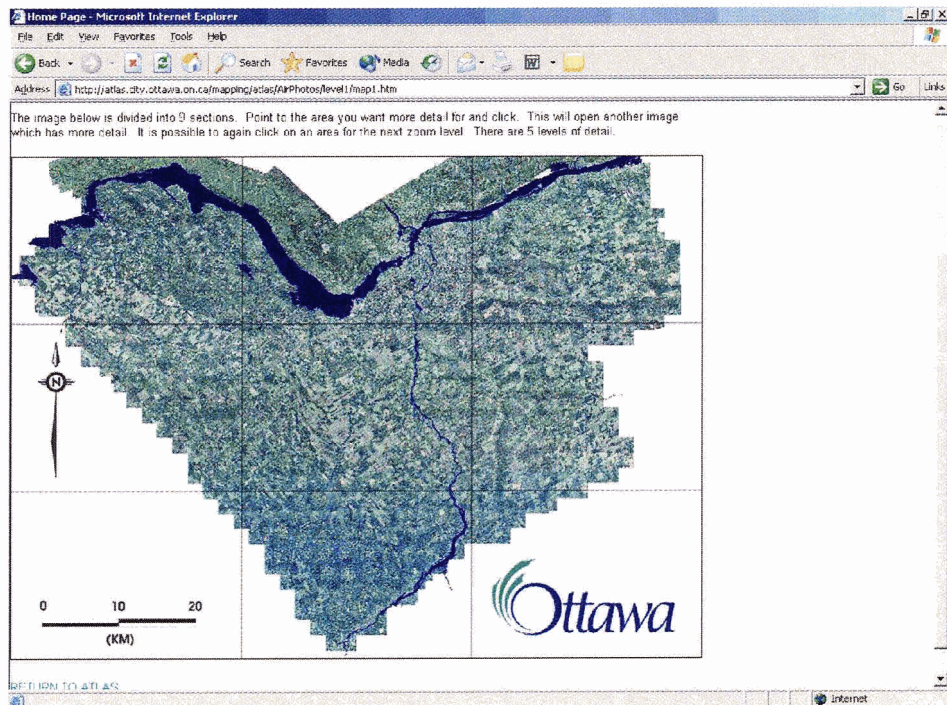 Home Page - Microsoft Internet Explorer
File Edit View Favorites Tools Help
Back Search Favorites Media
Address http://atlas.city.ottawa.on.ca/mapping/atlas/AirPhotos/level1/map1.htm Go Links
The image below is divided into 9 sections. Point to the area you want more detail for and click. This will open another image
which has more detail. It is possible to again click on an area for the next zoom level. There are 5 levels of detail.
N
0 10 20
(KM)
Ottawa
RETURN TO ATLAS
Internet